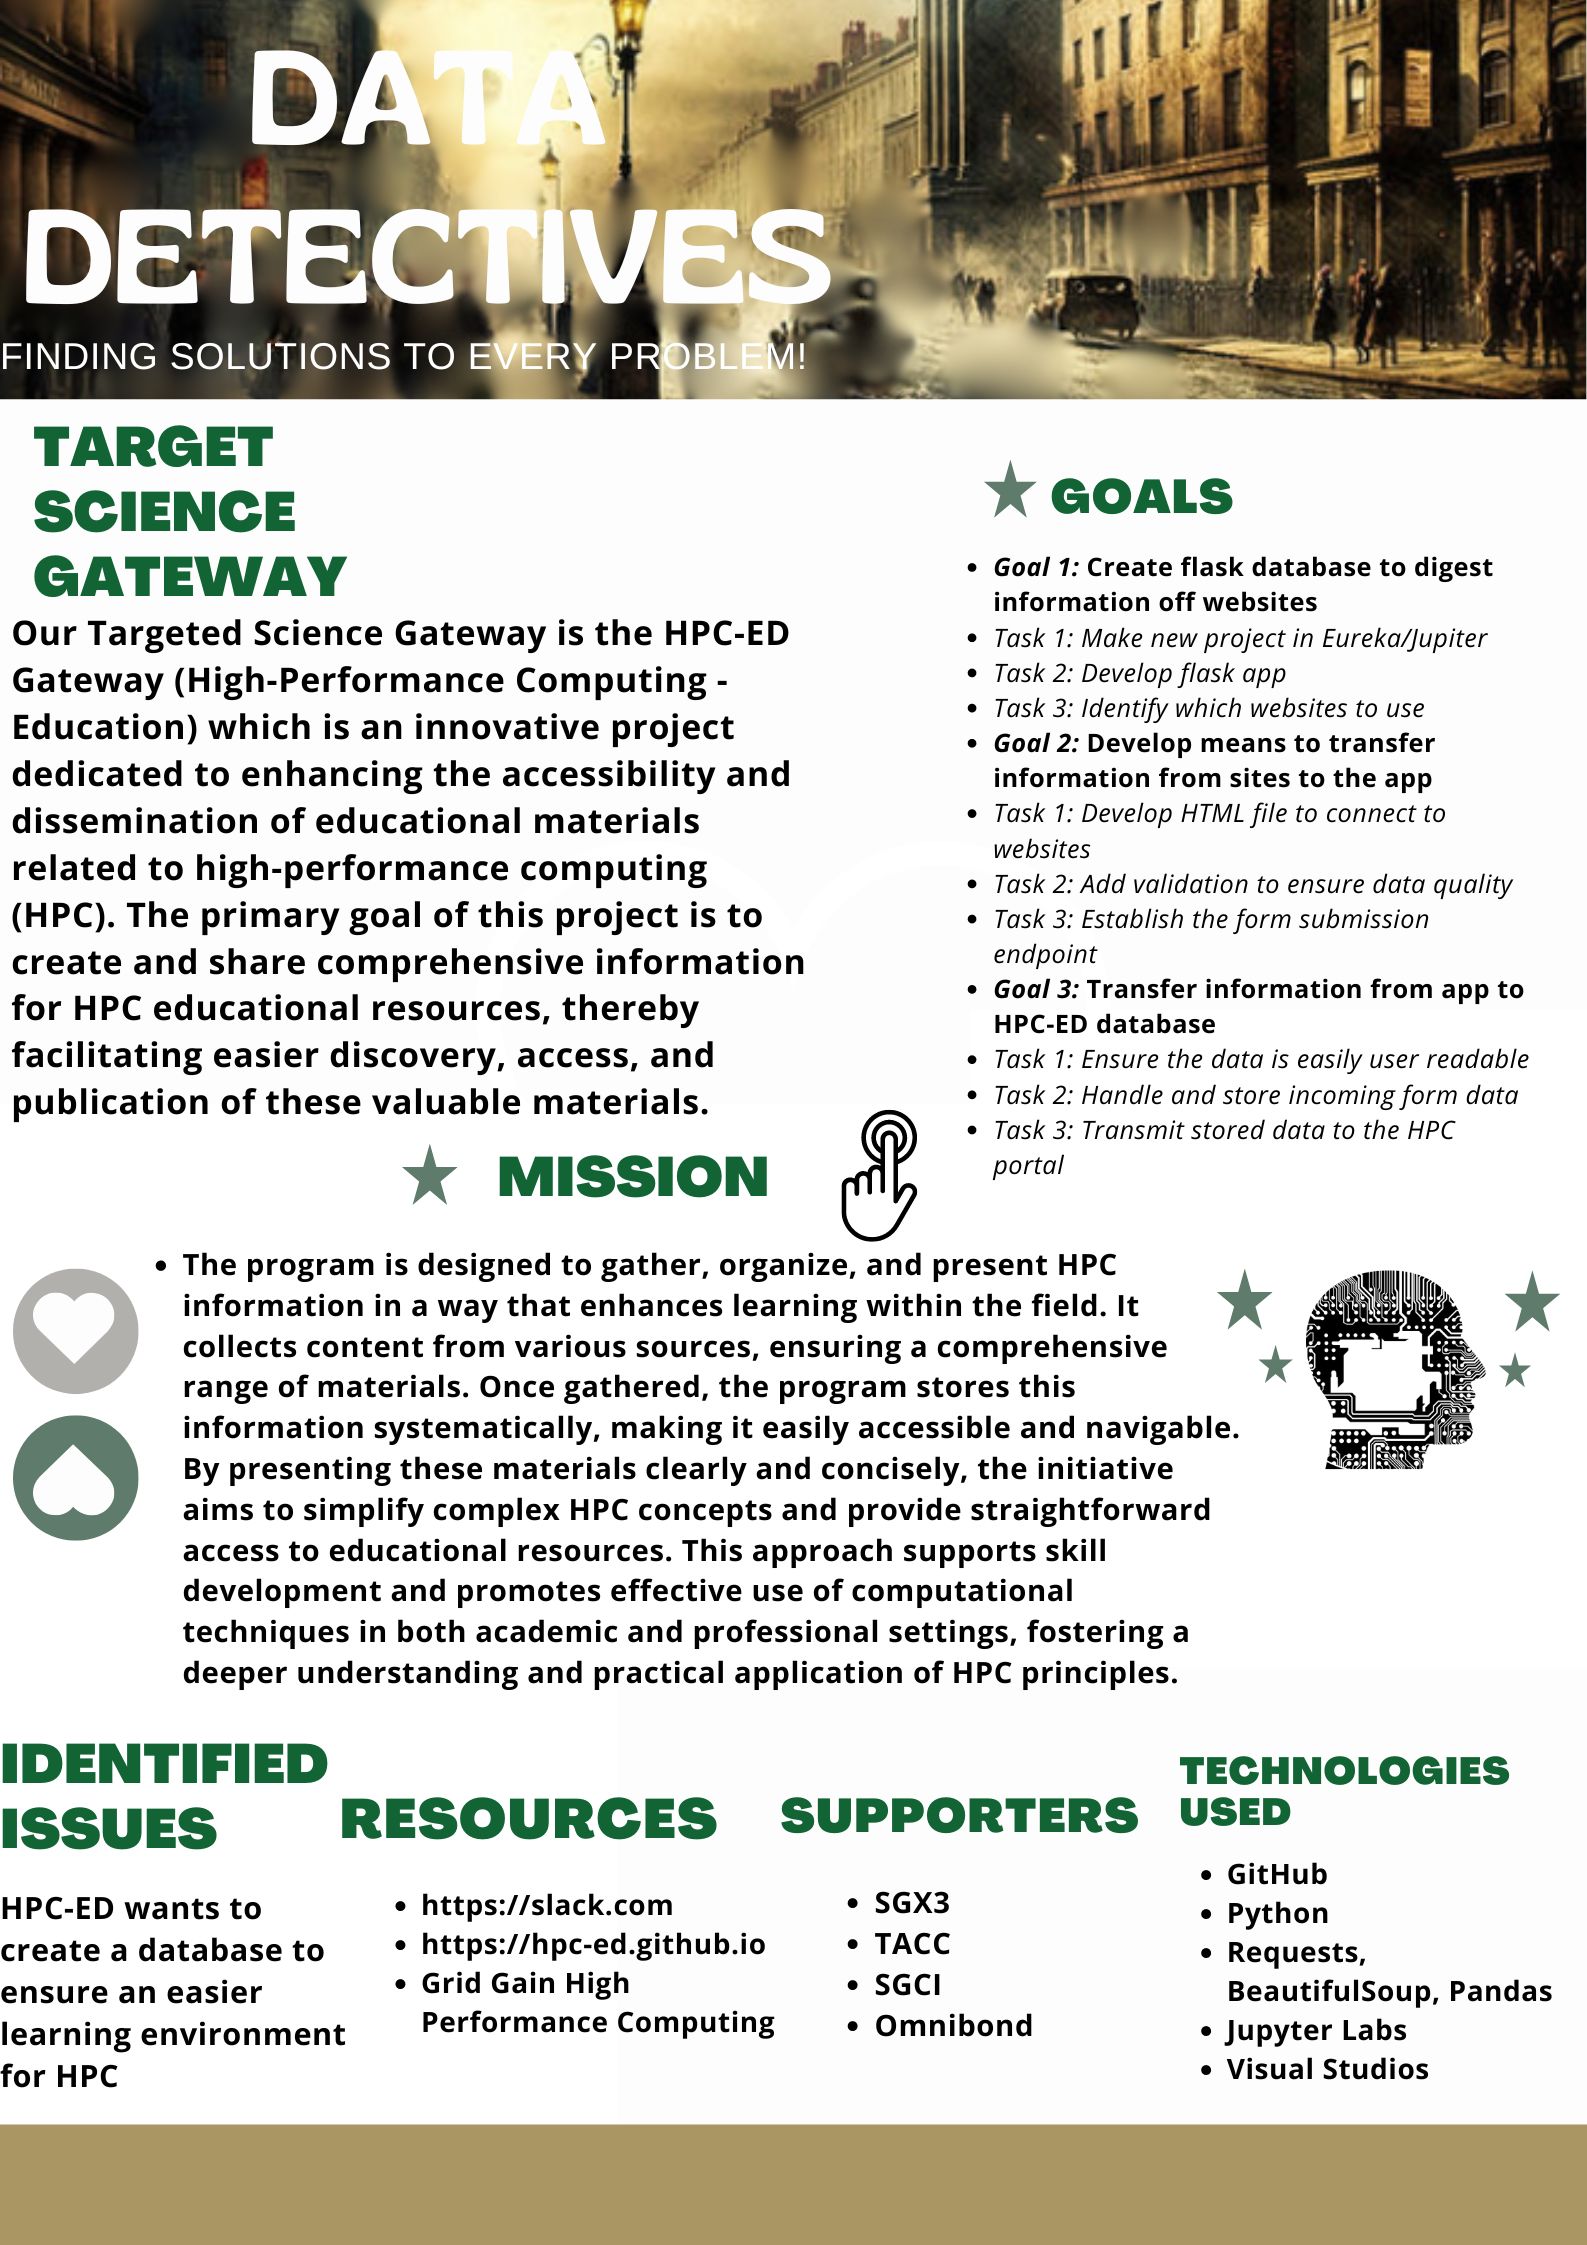 DATA
DETECTIVES
FINDING SOLUTIONS TO EVERY PROBLEM!
TARGET
SCIENCE
GATEWAY
Our Targeted Science Gateway is the HPC-ED
Gateway (High-Performance Computing -
Education) which is an innovative project
dedicated to enhancing the accessibility and
dissemination of educational materials
related to high-performance computing
(HPC). The primary goal of this project is to
create and share comprehensive information
for HPC educational resources, thereby
facilitating easier discovery, access, and
publication of these valuable materials.
GOALS
• Goal 1: Create flask database to digest
information off websites
• Task 1: Make new project in Eureka/Jupiter
• Task 2: Develop flask app
• Task 3: Identify which websites to use
• Goal 2: Develop means to transfer
information from sites to the app
• Task 1: Develop HTML file to connect to
websites
• Task 2: Add validation to ensure data quality
• Task 3: Establish the form submission
endpoint
• Goal 3: Transfer information from app to
HPC-ED database
• Task 1: Ensure the data is easily user readable
• Task 2: Handle and store incoming form data
• Task 3: Transmit stored data to the HPC
portal
MISSION
• The program is designed to gather, organize, and present HPC
information in a way that enhances learning within the field. It
collects content from various sources, ensuring a comprehensive
range of materials. Once gathered, the program stores this
information systematically, making it easily accessible and navigable.
By presenting these materials clearly and concisely, the initiative
aims to simplify complex HPC concepts and provide straightforward
access to educational resources. This approach supports skill
development and promotes effective use of computational
techniques in both academic and professional settings, fostering a
deeper understanding and practical application of HPC principles.
IDENTIFIED
ISSUES
HPC-ED wants to
create a database to
ensure an easier
learning environment
for HPC
RESOURCES
• https://slack.com
• https://hpc-ed.github.io
• Grid Gain High
Performance Computing
SUPPORTERS
• SGX3
• TACC
• SGCI
• Omnibond
TECHNOLOGIES
USED
• GitHub
• Python
• Requests,
BeautifulSoup, Pandas
• Jupyter Labs
• Visual Studios